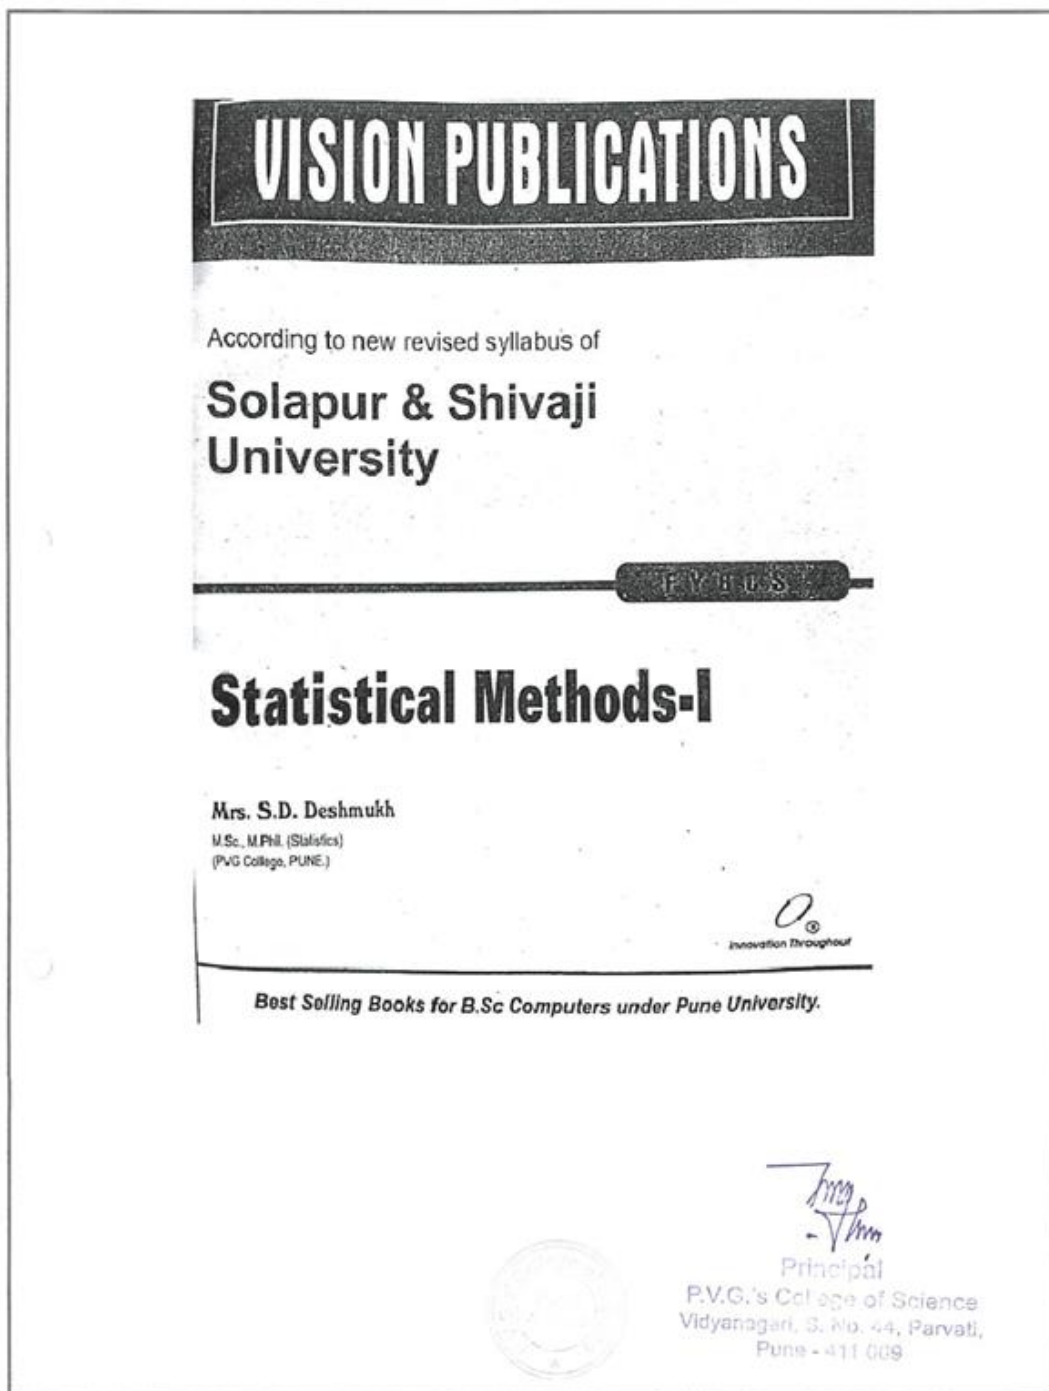 VISION PUBLICATIONS
According to new revised syllabus of
Solapur & Shivaji
University
F Y B C S
Statistical Methods-I
Mrs. S.D. Deshmukh
M.Sc., M.Phil. (Statistics)
(PVG College, PUNE.)
Innovation Throughout
Best Selling Books for B.Sc Computers under Pune University.
Principal
P.V.G.'s College of Science
Vidyanagari, S. No. 44, Parvati,
Pune - 411 009